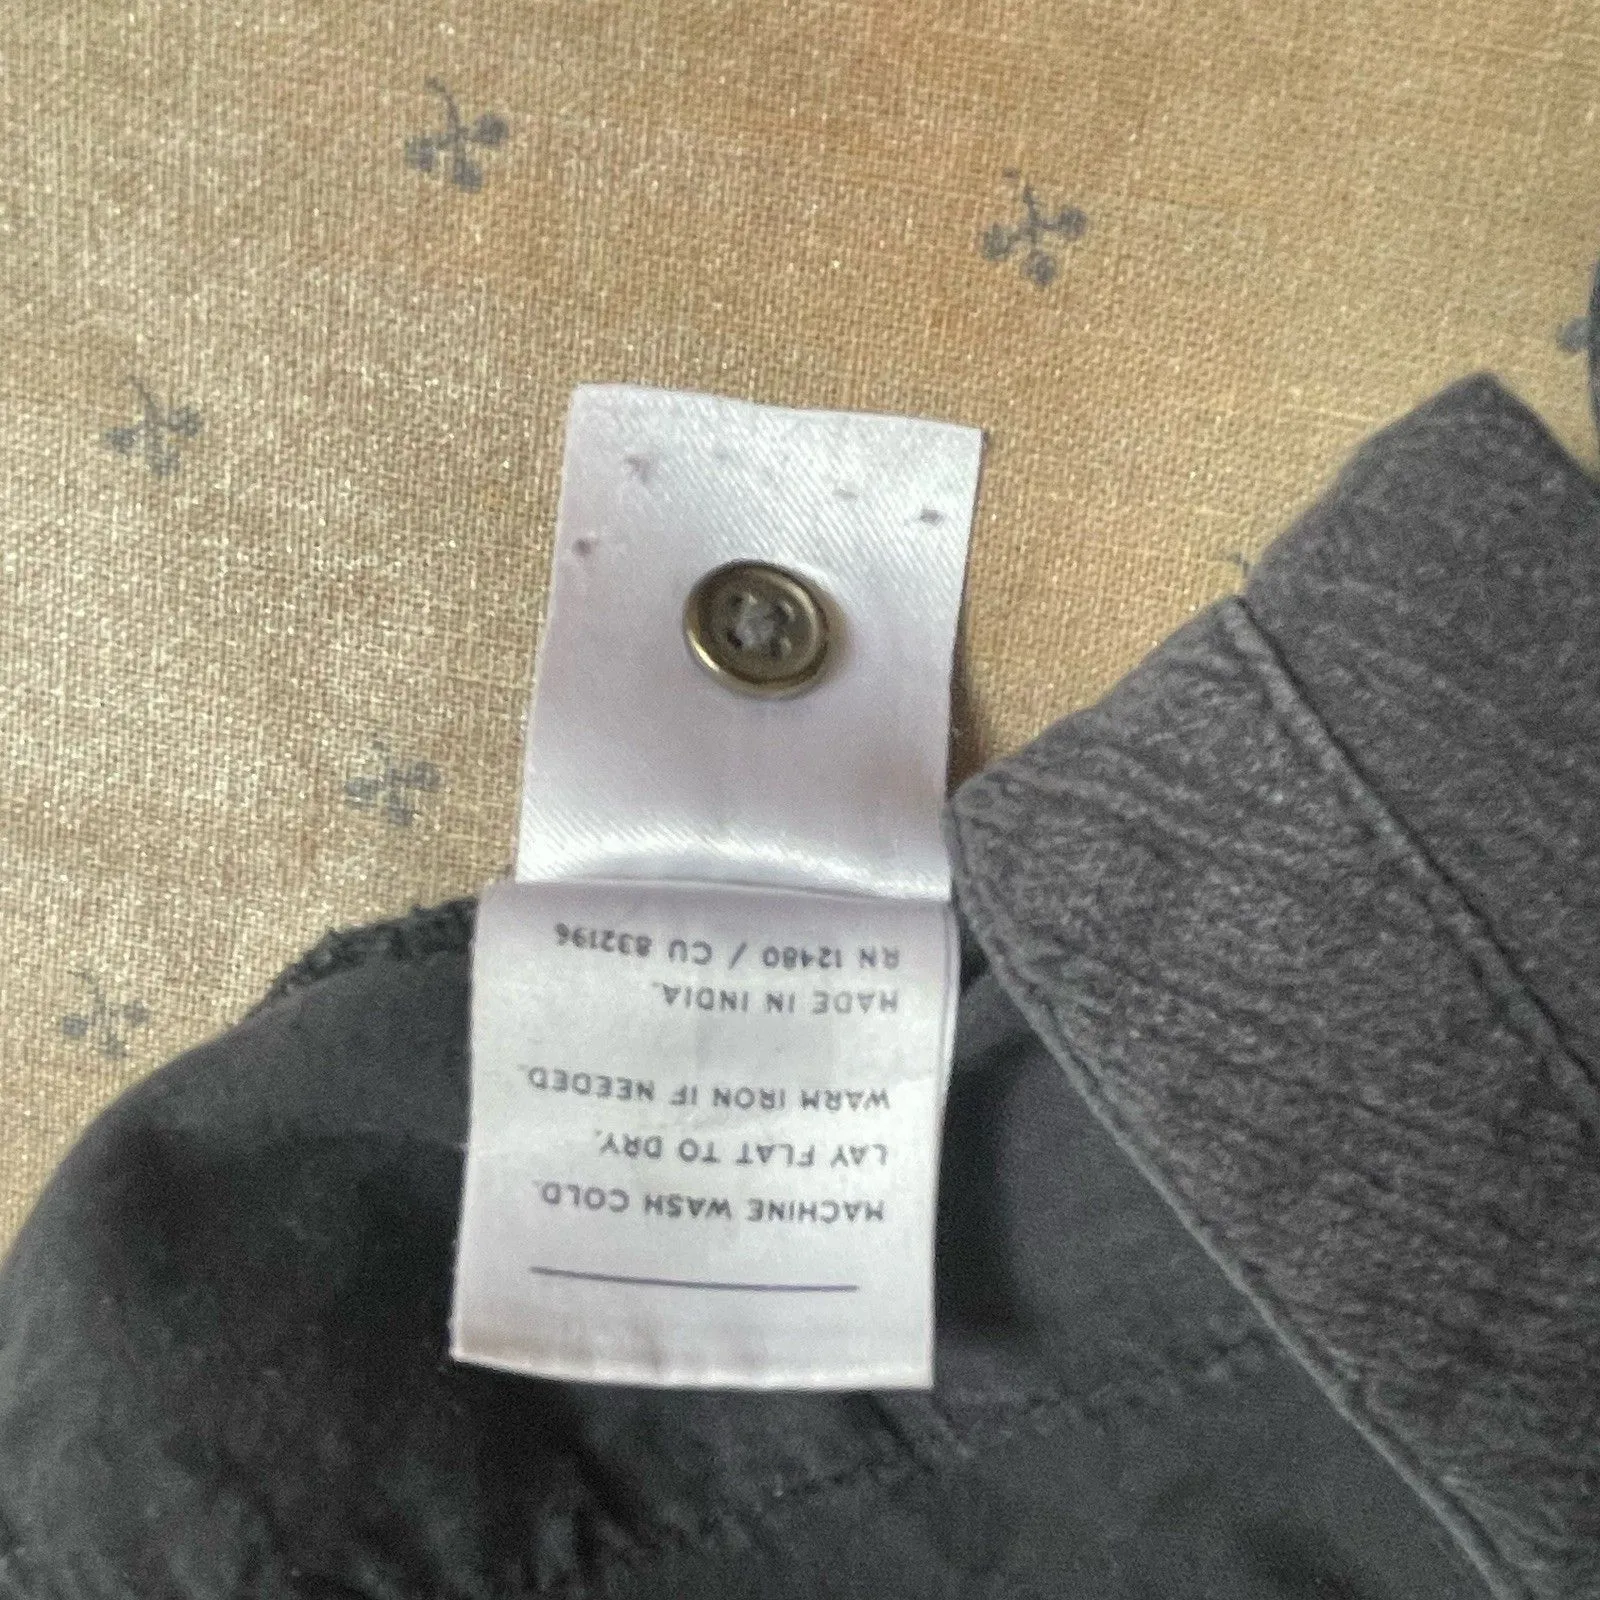 MACHINE WASH COLD.
LAY FLAT TO DRY.
WARM IRON IF NEEDED.
MADE IN INDIA.
RN 12480 / CU 832196